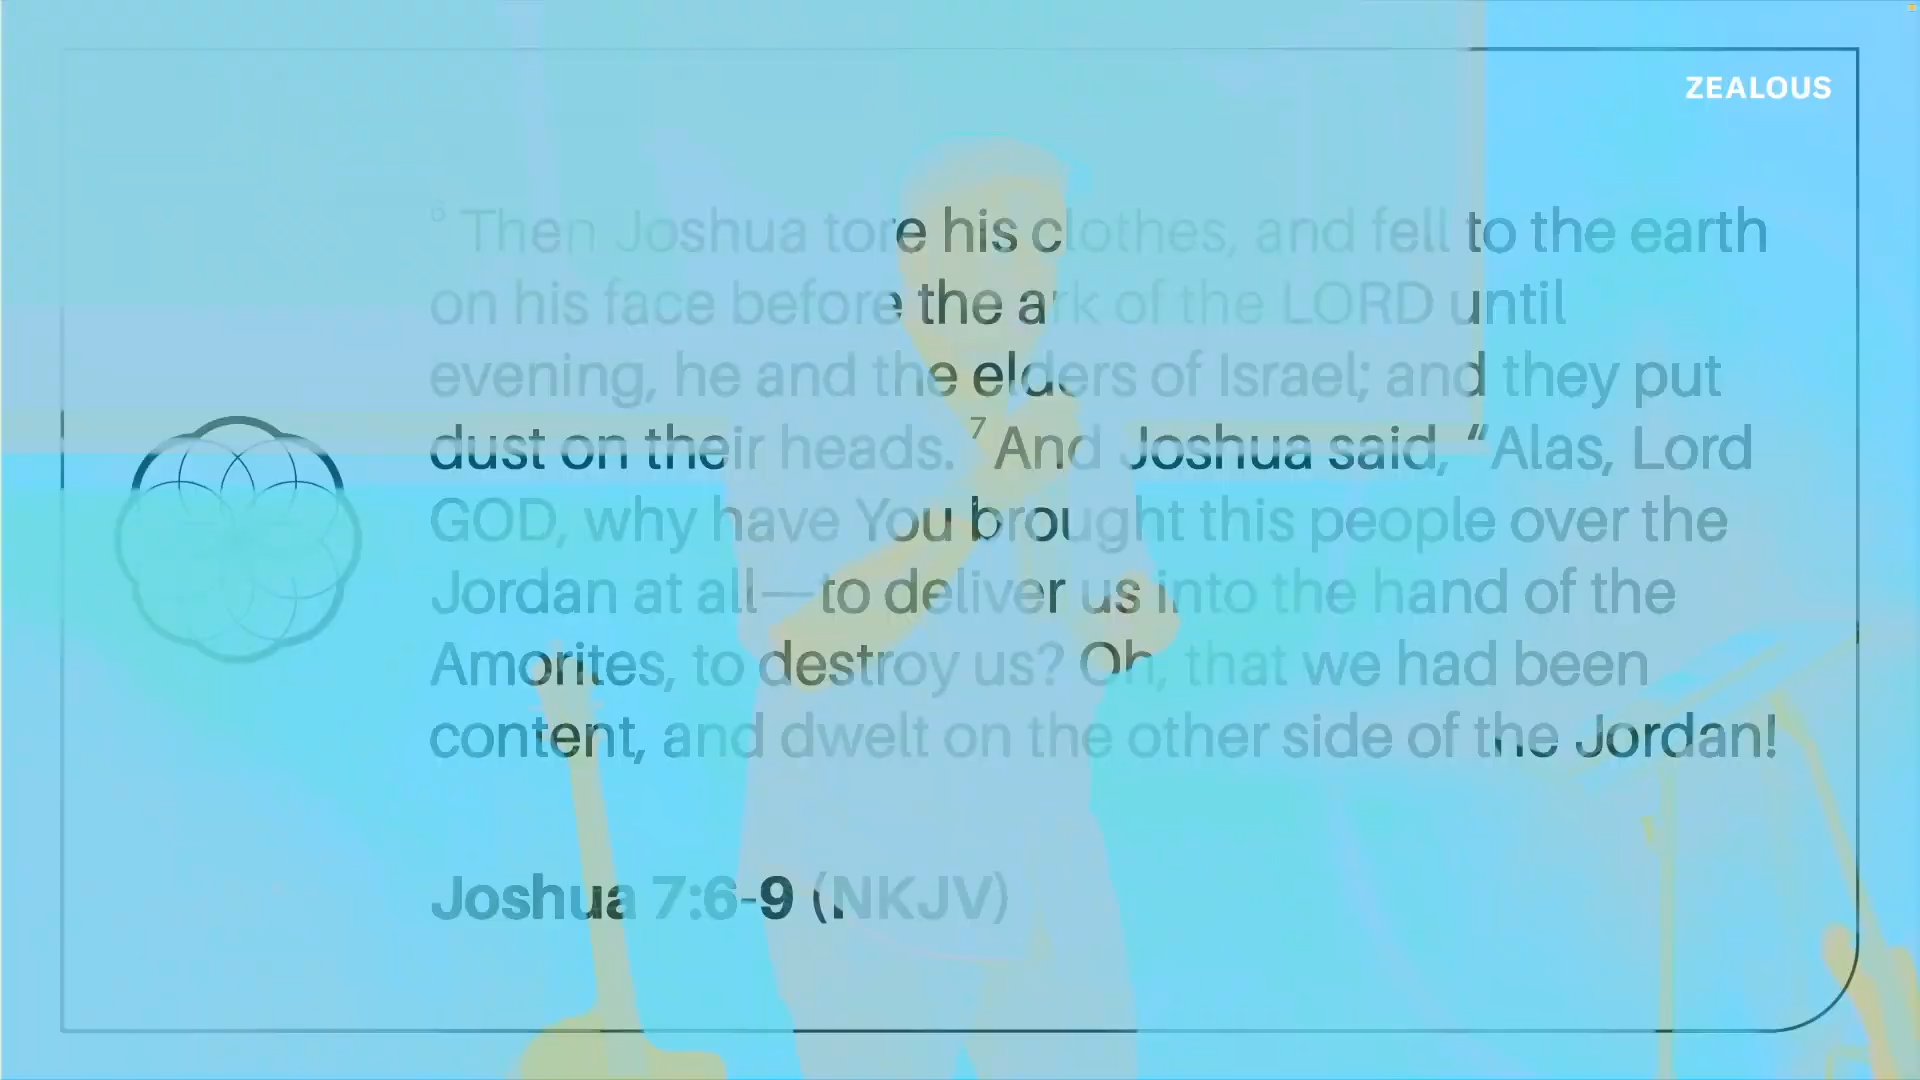 ZEALOUS
6 Then Joshua tore his clothes, and fell to the earth
on his face before the ark of the LORD until
evening, he and the elders of Israel; and they put
dust on their heads. 7 And Joshua said, “Alas, Lord
GOD, why have You brought this people over the
Jordan at all—to deliver us into the hand of the
Amorites, to destroy us? Oh, that we had been
content, and dwelt on the other side of the Jordan!
Joshua 7:6-9 (NKJV)